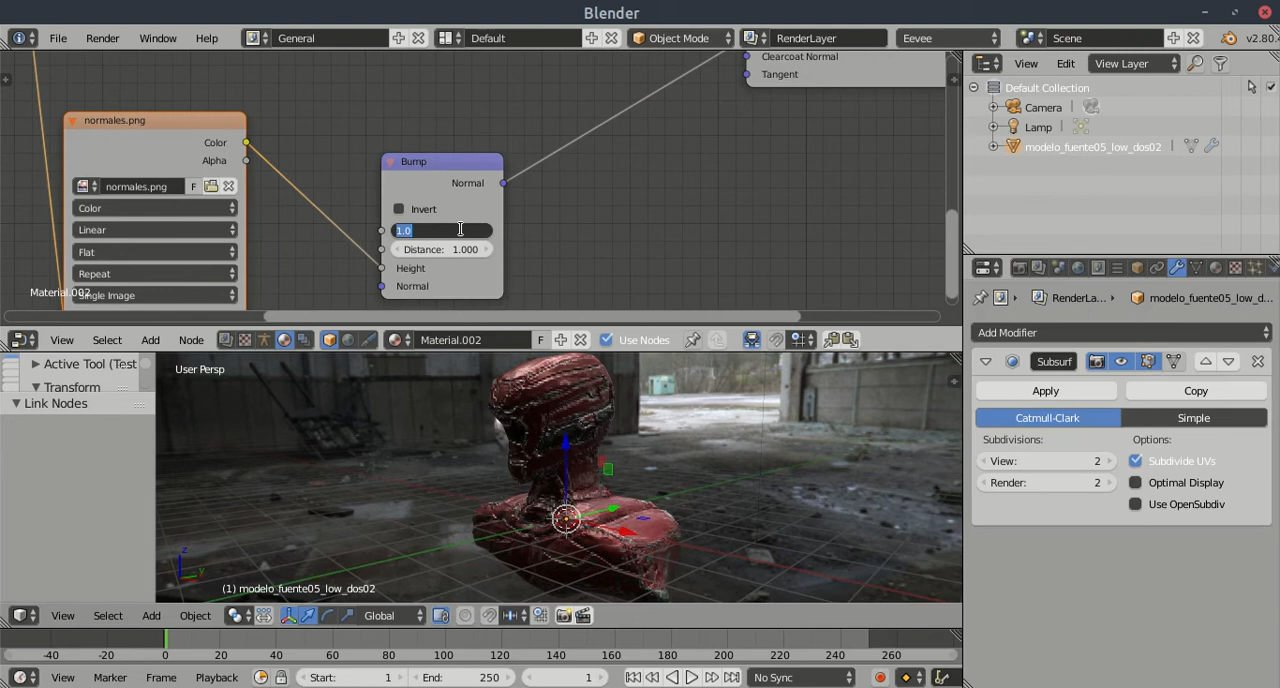 Blender
File Render Window Help General Default Object Mode RenderLayer Eevee Scene v2.80.
Clearcoat Normal
Tangent
normales.png
Color
Alpha
normales.png F
Color
Linear
Flat
Repeat
Single Image
Material.002
Bump
Normal
Invert
1.0
Distance: 1.000
Height
Normal
View Select Add Node Material.002 F Use Nodes
Active Tool (Test
Transform
Link Nodes
User Persp
z
y
(1) modelo_fuente05_low_dos02
View Select Add Object Global
-40 -20 0 20 40 60 80 100 120 140 160 180 200 220 240 260
View Marker Frame Playback Start: 1 End: 250 1 No Sync
View Edit View Layer
Default Collection
Camera
Lamp
modelo_fuente05_low_dos02
RenderLa... modelo_fuente05_low_d...
Add Modifier
Subsurf
Apply Copy
Catmull-Clark Simple
Subdivisions: Options:
View: 2 Subdivide UVs
Render: 2 Optimal Display
Use OpenSubdiv